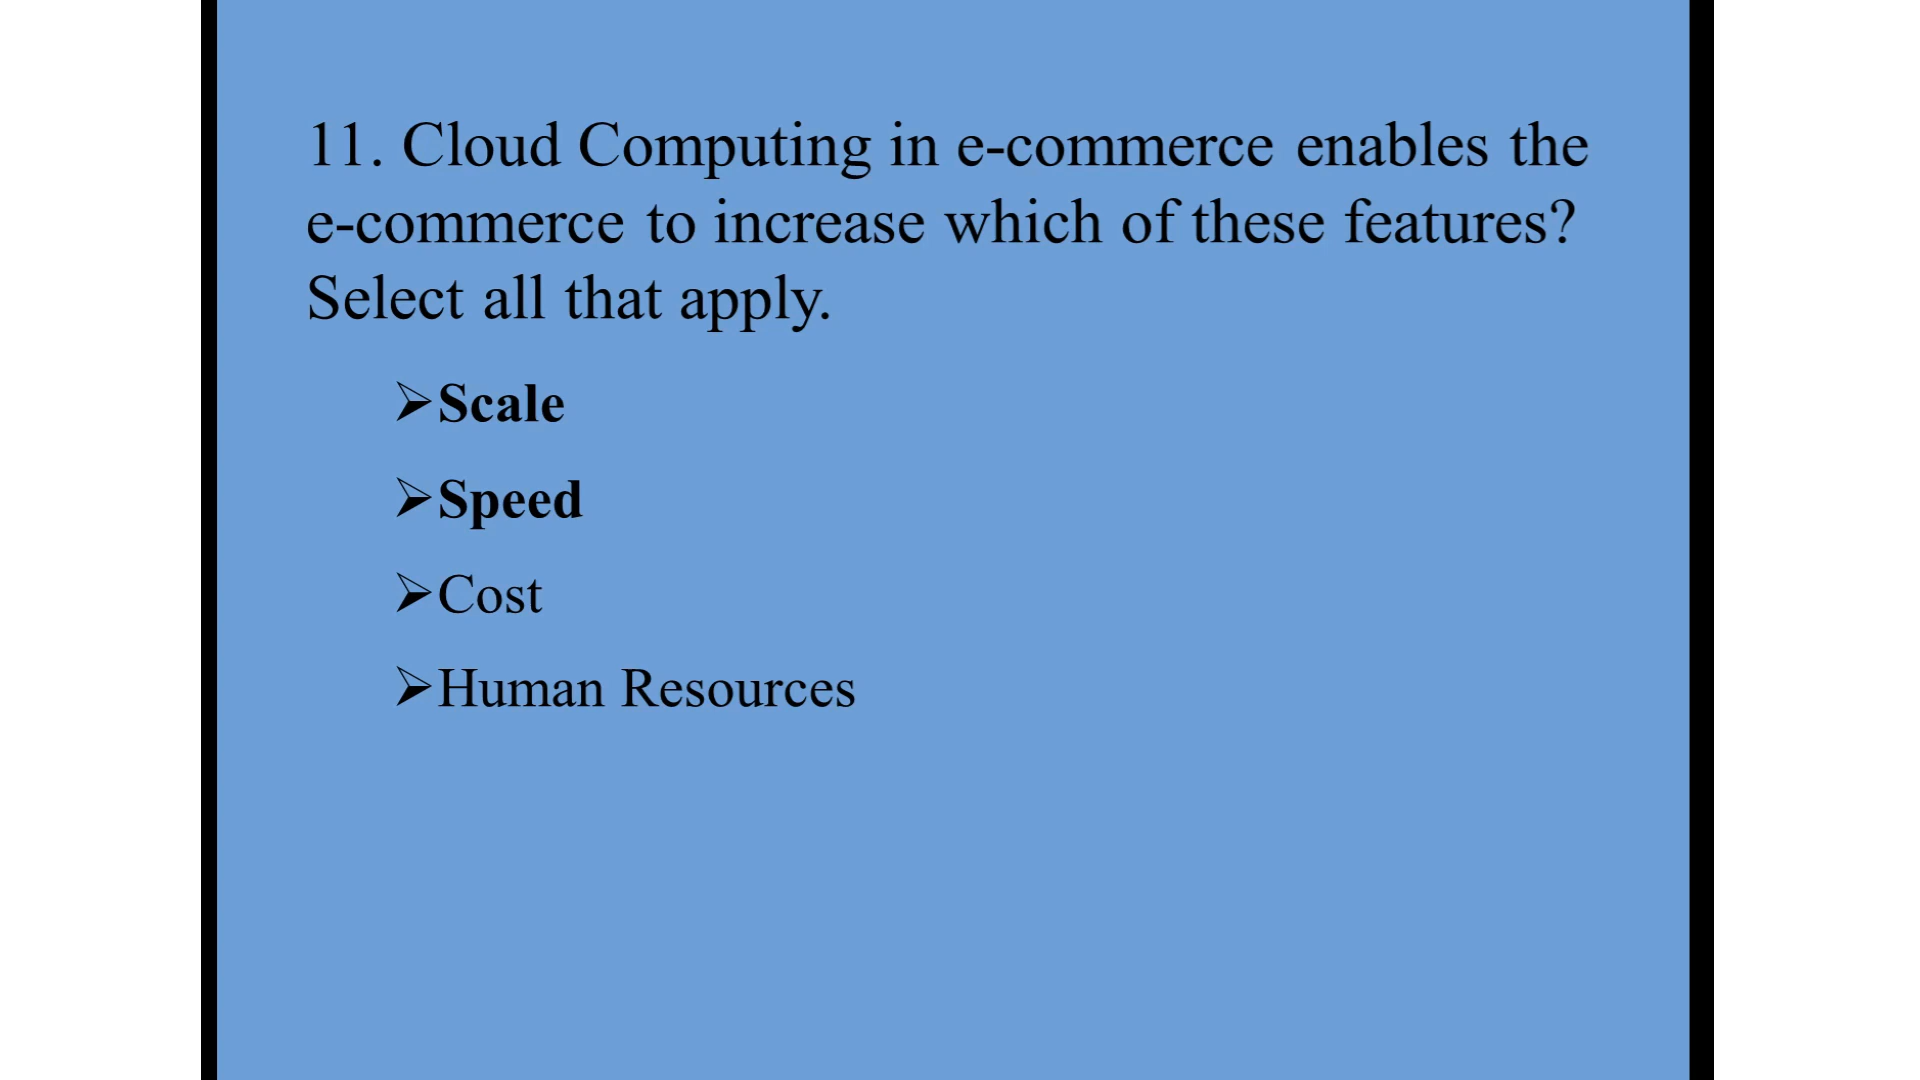 11. Cloud Computing in e-commerce enables the
e-commerce to increase which of these features?
Select all that apply.
➢Scale
➢Speed
➢Cost
➢Human Resources